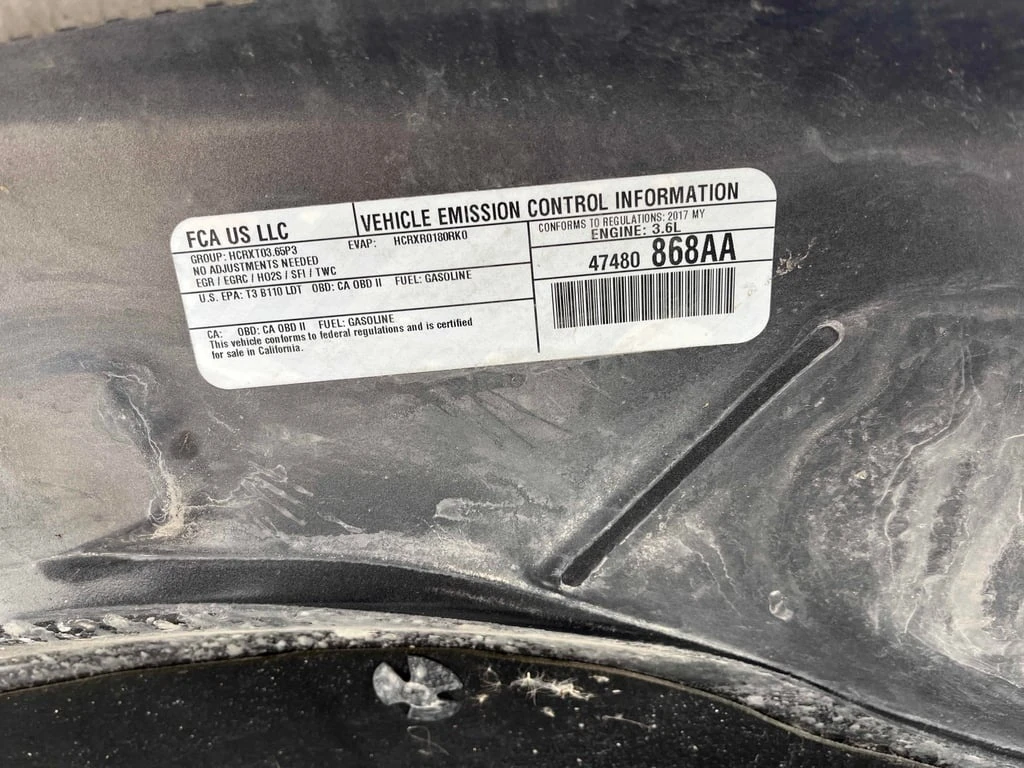 FCA US LLC
VEHICLE EMISSION CONTROL INFORMATION
GROUP: HCRXT03.65P3
EVAP: HCRXR0180RK0
NO ADJUSTMENTS NEEDED
EGR / EGRC / HO2S / SFI / TWC
U.S. EPA: T3 B110 LDT OBD: CA OBD II FUEL: GASOLINE
CA: OBD: CA OBD II FUEL: GASOLINE
This vehicle conforms to federal regulations and is certified
for sale in California.
CONFORMS TO REGULATIONS: 2017 MY
ENGINE: 3.6L
47480 868AA